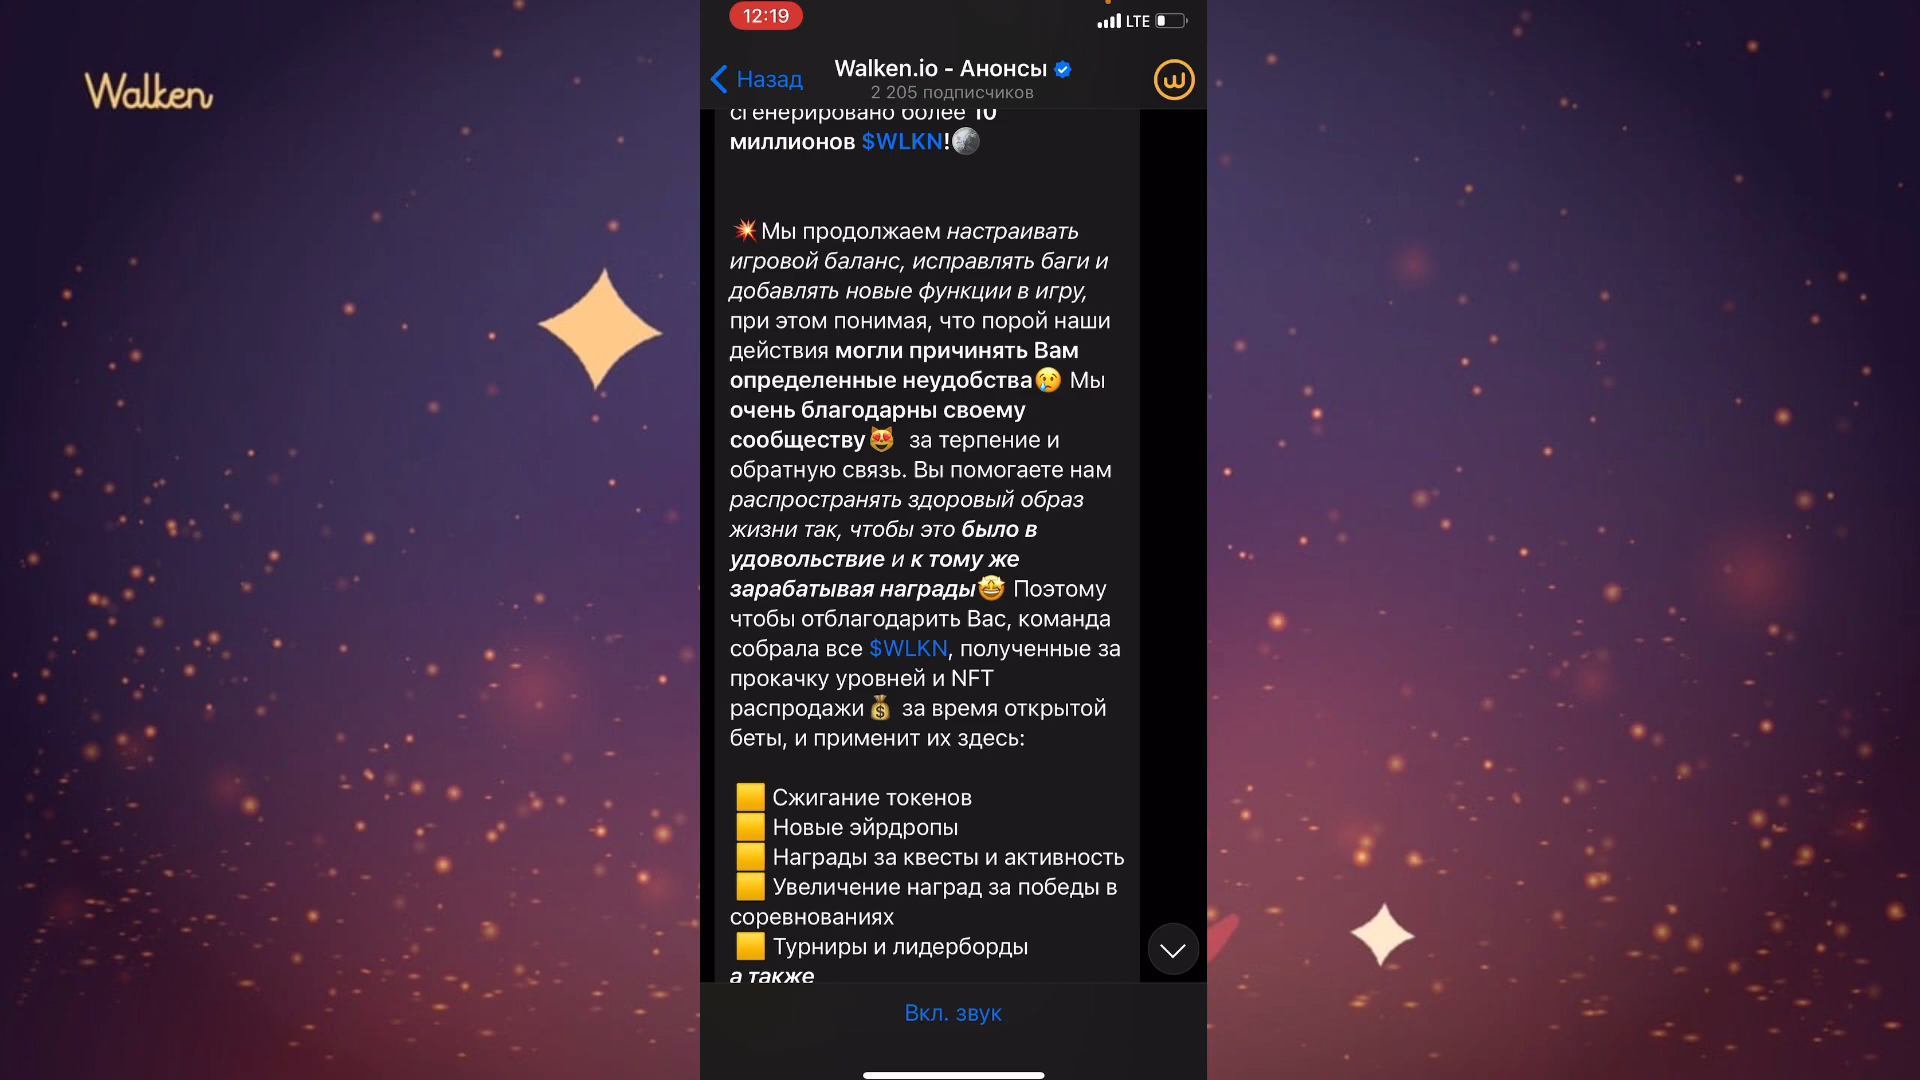 12:19
LTE
Walken
Назад
Walken.io - Анонсы
2 205 подписчиков
сгенерировано более 10
миллионов $WLKN!
Мы продолжаем настраивать
игровой баланс, исправлять баги и
добавлять новые функции в игру,
при этом понимая, что порой наши
действия могли причинять Вам
определенные неудобства😢 Мы
очень благодарны своему
сообществу😻 за терпение и
обратную связь. Вы помогаете нам
распространять здоровый образ
жизни так, чтобы это было в
удовольствие и к тому же
зарабатывая награды🤩 Поэтому
чтобы отблагодарить Вас, команда
собрала все $WLKN, полученные за
прокачку уровней и NFT
распродажи💰 за время открытой
беты, и применит их здесь:
🟨 Сжигание токенов
🟨 Новые эйрдропы
🟨 Награды за квесты и активность
🟨 Увеличение наград за победы в
соревнованиях
🟨 Турниры и лидерборды
а также
Вкл. звук